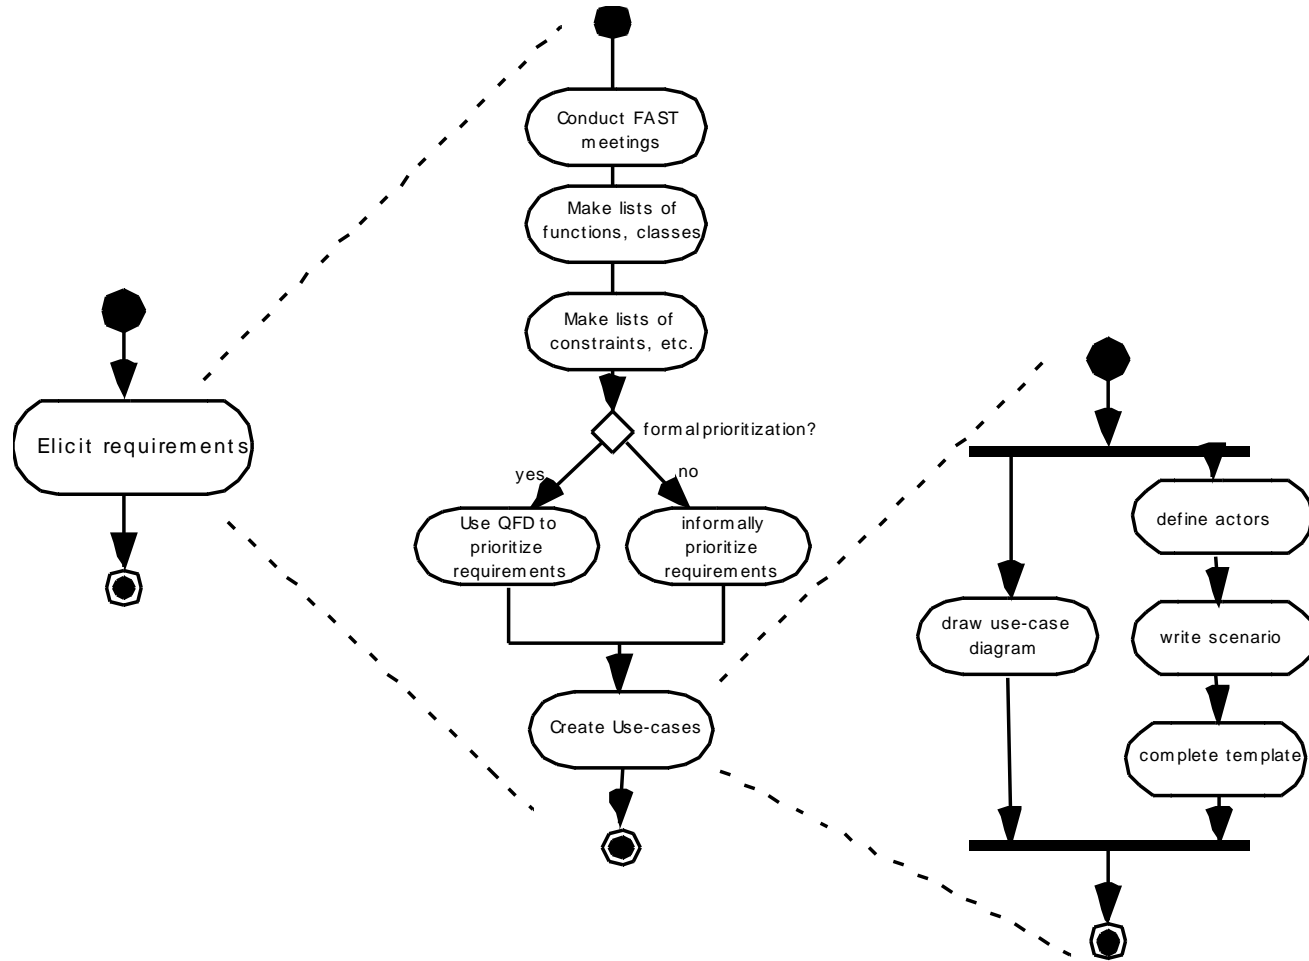 Conduct FAST
meetings
Make lists of
functions, classes
Make lists of
constraints, etc.
formal prioritization?
yes
no
Use QFD to
prioritize
requirements
informally
prioritize
requirements
Create Use-cases
Elicit requirements
define actors
draw use-case
diagram
write scenario
complete template